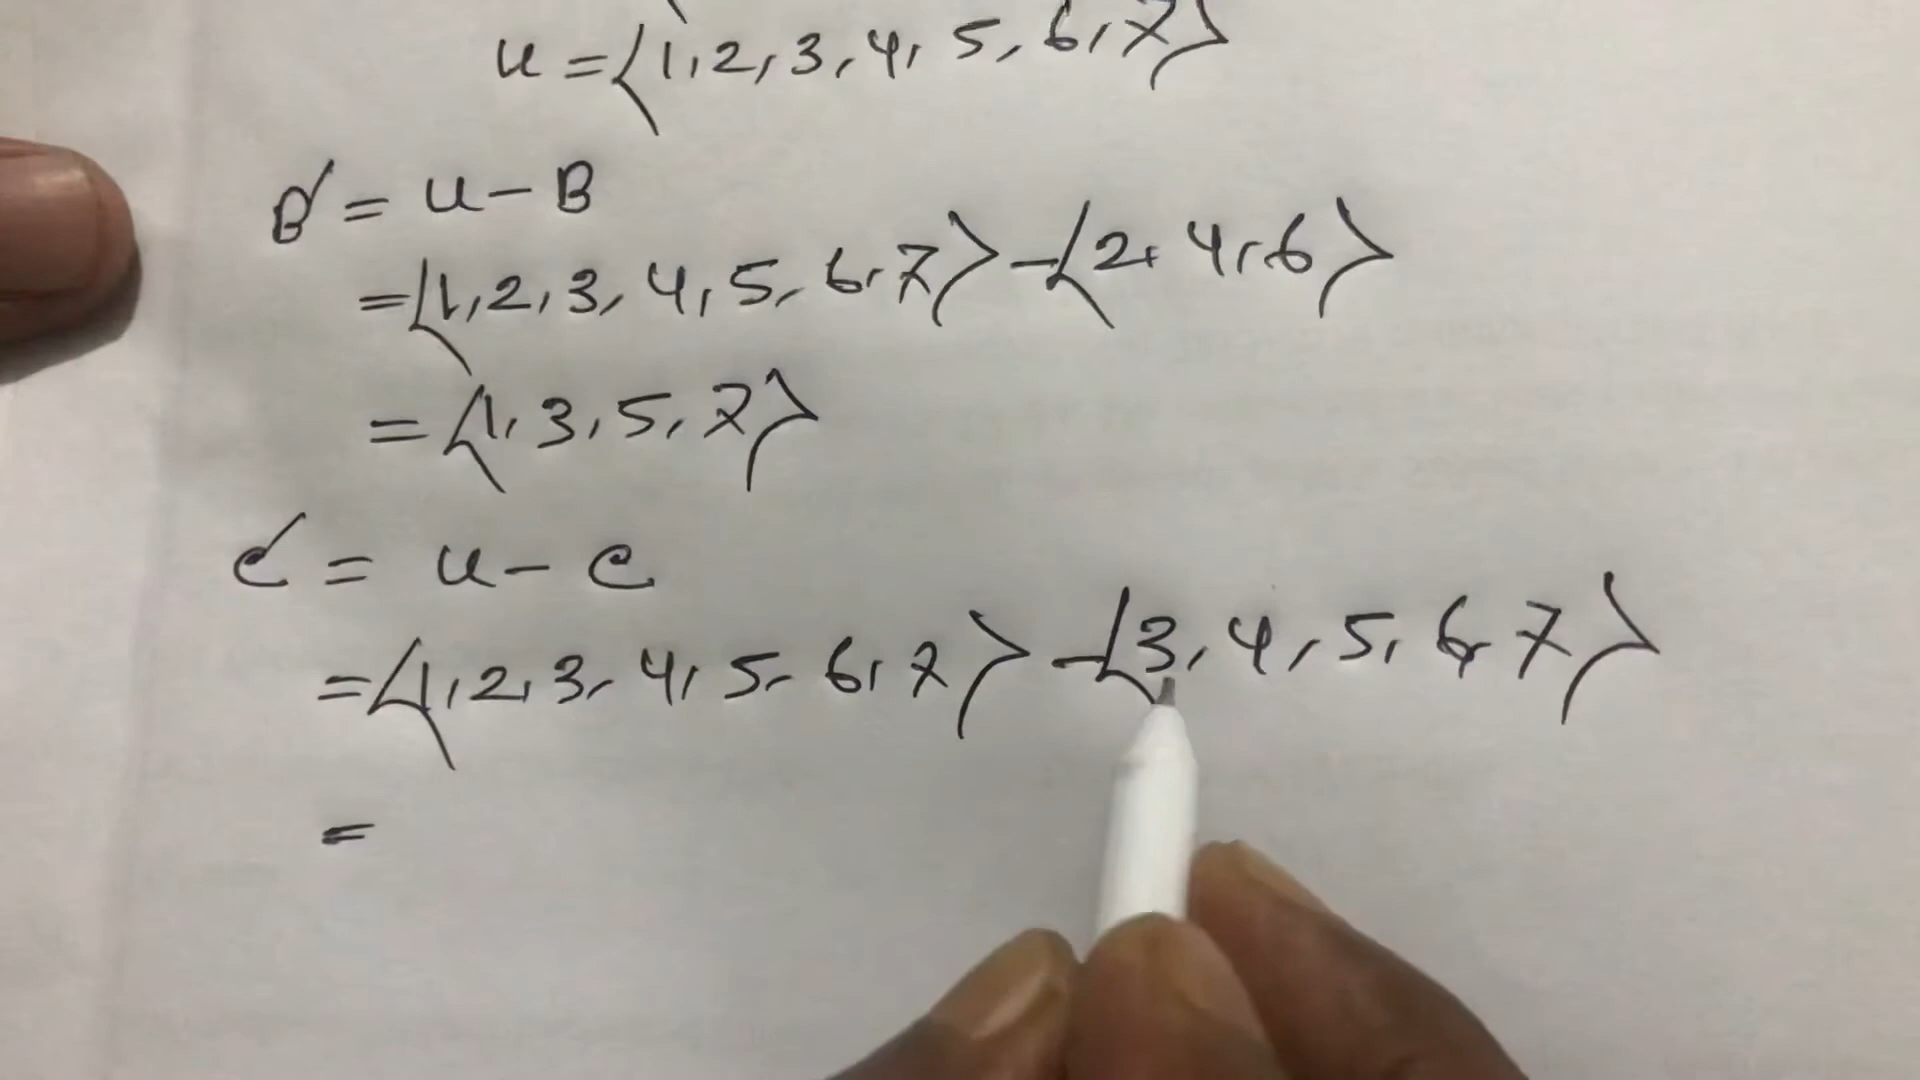 u = {1, 2, 3, 4, 5, 6, 7}
B' = u - B
= {1, 2, 3, 4, 5, 6, 7} - {2, 4, 6}
= {1, 3, 5, 7}
c' = u - c
= {1, 2, 3, 4, 5, 6, 7} - {3, 4, 5, 6, 7}
=